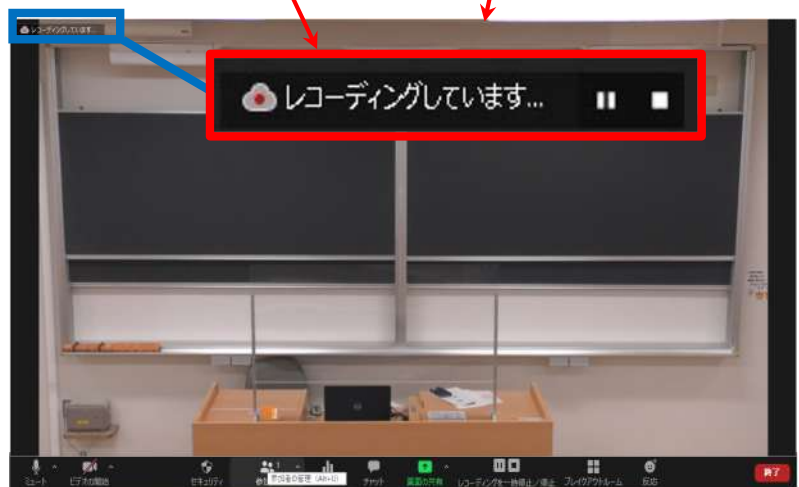 レコーディングしています...
レコーディングしています...
ミュート
ビデオの開始
セキュリティ
1
参加者の管理 (Alt+U)
チャット
画面の共有
レコーディングを一時停止/停止
ブレイクアウトルーム
反応
終了